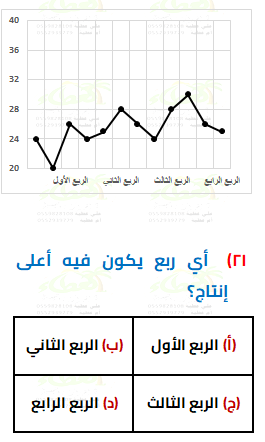 40
36
32
28
24
20
الربع الأول الربع الثاني الربع الثالث الربع الرابع
٢١) أي ربع يكون فيه أعلى
إنتاج؟
(أ) الربع الأول (ب) الربع الثاني
(ج) الربع الثالث (د) الربع الرابع